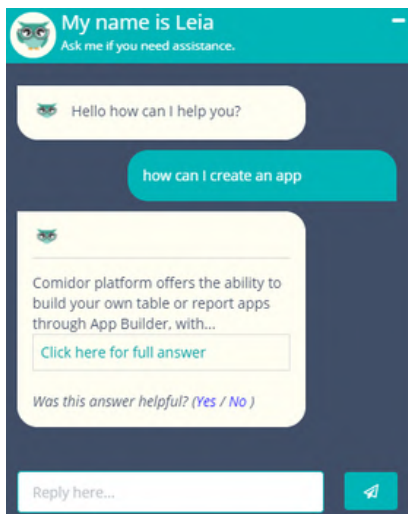 My name is Leia
Ask me if you need assistance.
Hello how can I help you?
how can I create an app
Comidor platform offers the ability to
build your own table or report apps
through App Builder, with...
Click here for full answer
Was this answer helpful? (Yes / No )
Reply here...